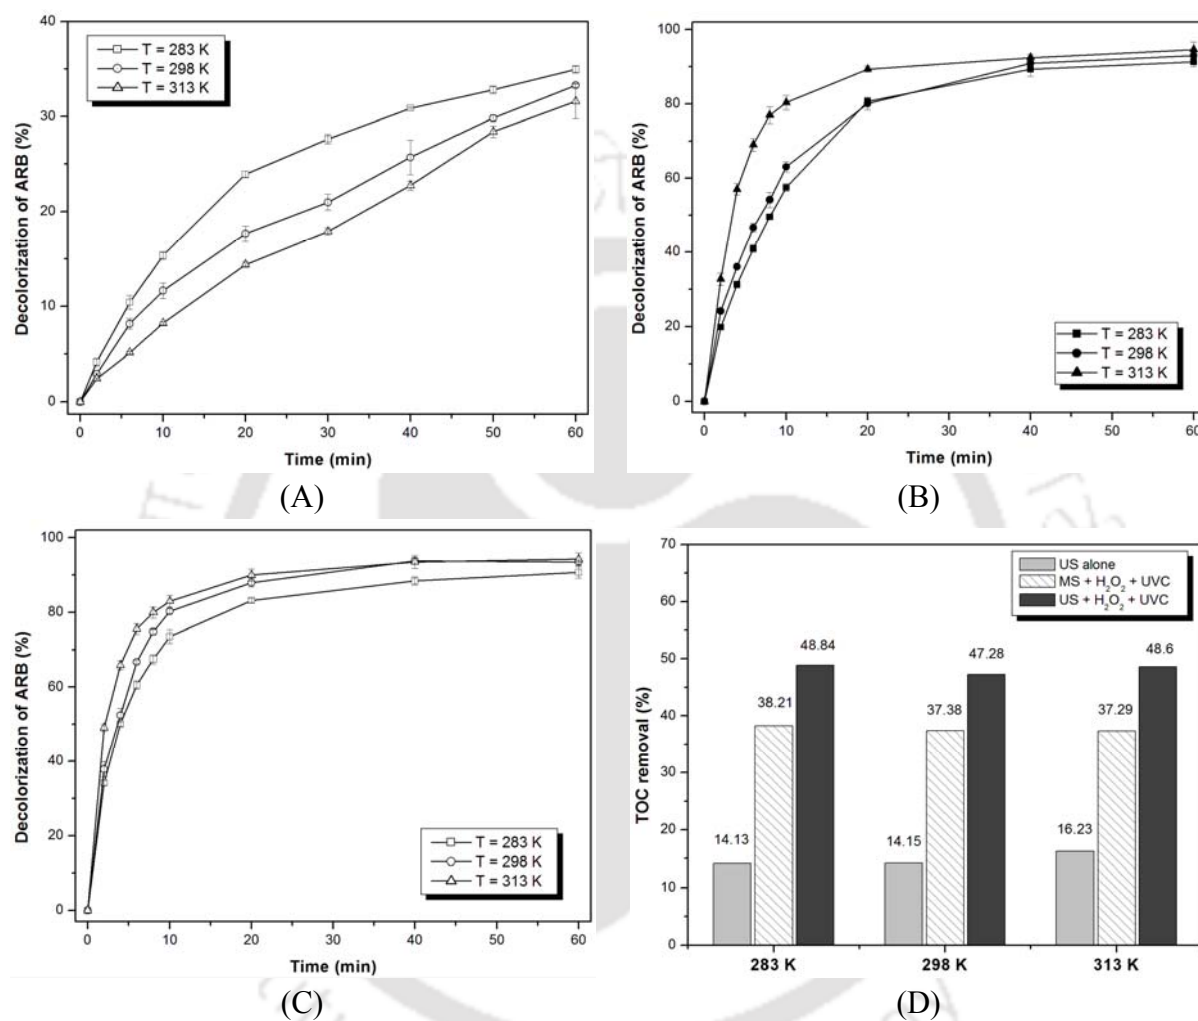 40
30
20
10
0
Decolorization of ARB (%)
T = 283 K
T = 298 K
T = 313 K
0 10 20 30 40 50 60
Time (min)
(A)
100
80
60
40
20
0
Decolorization of ARB (%)
T = 283 K
T = 298 K
T = 313 K
0 10 20 30 40 50 60
Time (min)
(B)
100
80
60
40
20
0
Decolorization of ARB (%)
T = 283 K
T = 298 K
T = 313 K
0 10 20 30 40 50 60
Time (min)
(C)
70
60
50
40
30
20
10
0
TOC removal (%)
US alone
MS + H₂O₂ + UVC
US + H₂O₂ + UVC
14.13 38.21 48.84
14.15 37.38 47.28
16.23 37.29 48.6
283 K 298 K 313 K
(D)